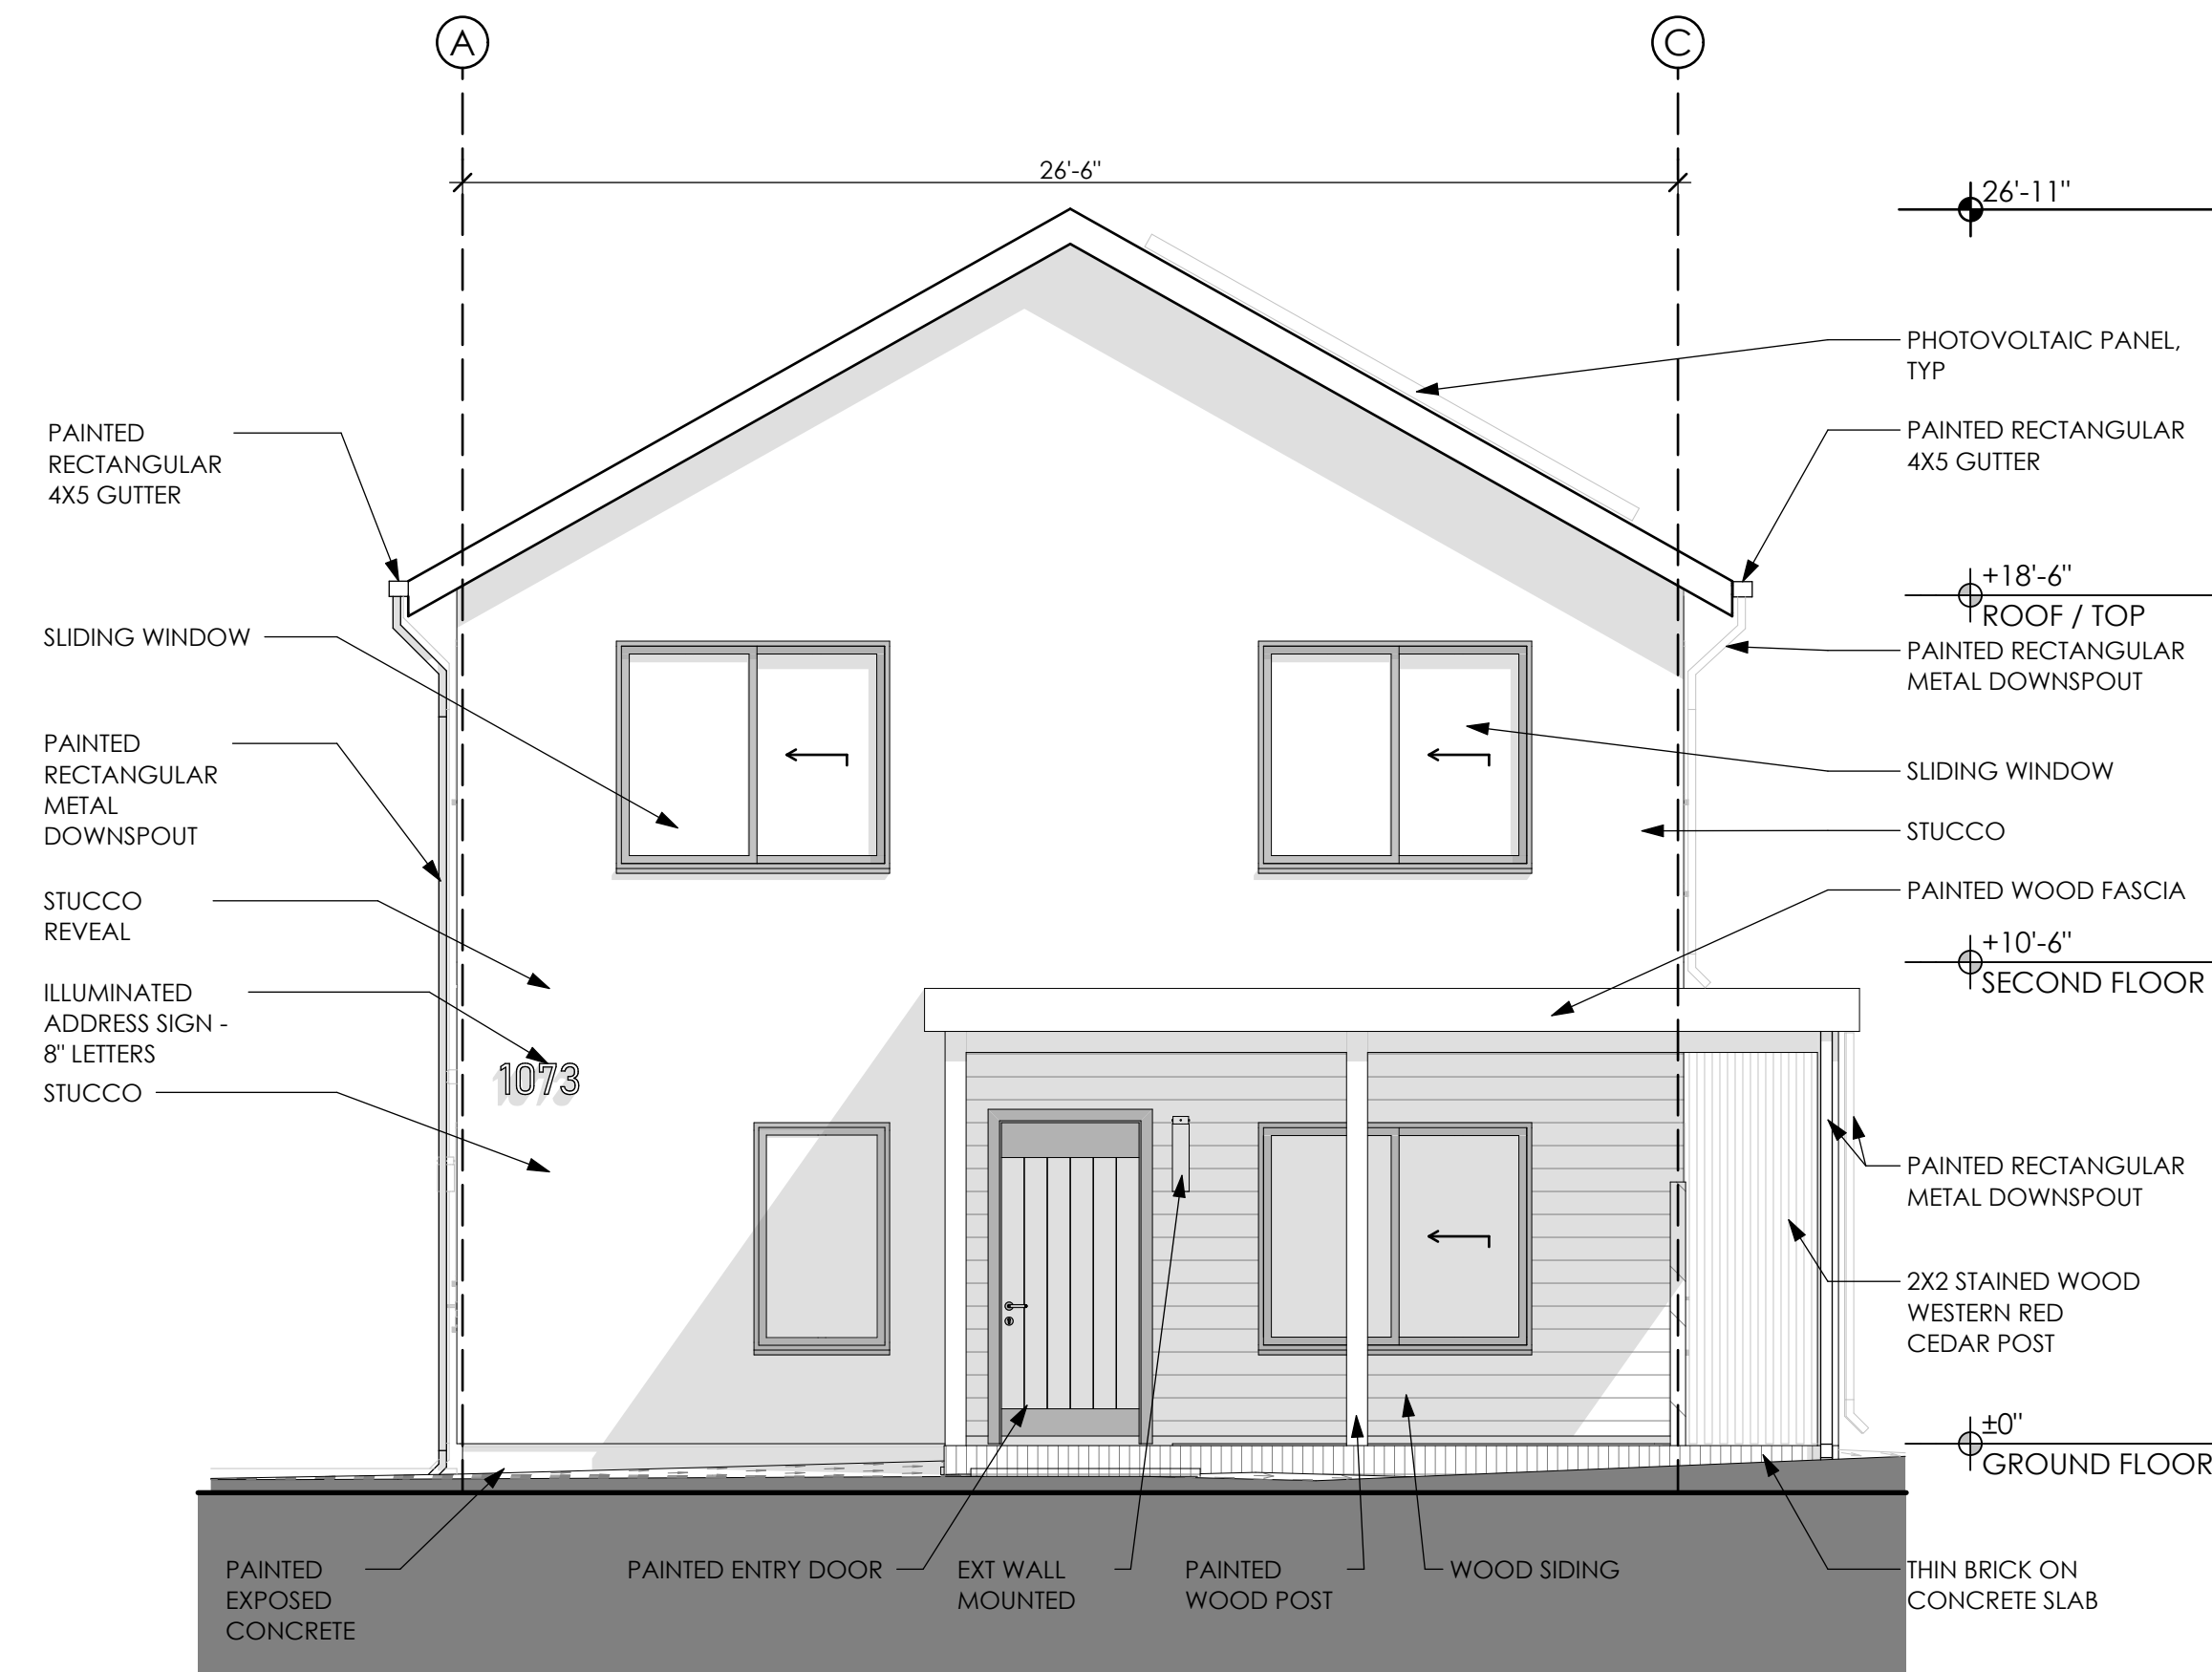 A
C
26'-6"
26'-11"
PHOTOVOLTAIC PANEL,
TYP
PAINTED
RECTANGULAR
4X5 GUTTER
PAINTED RECTANGULAR
4X5 GUTTER
+18'-6"
ROOF / TOP
SLIDING WINDOW
PAINTED RECTANGULAR
METAL DOWNSPOUT
PAINTED
RECTANGULAR
METAL
DOWNSPOUT
SLIDING WINDOW
STUCCO
STUCCO
REVEAL
PAINTED WOOD FASCIA
+10'-6"
SECOND FLOOR
ILLUMINATED
ADDRESS SIGN -
8" LETTERS
1073
STUCCO
PAINTED RECTANGULAR
METAL DOWNSPOUT
2X2 STAINED WOOD
WESTERN RED
CEDAR POST
±0"
GROUND FLOOR
PAINTED
EXPOSED
CONCRETE
PAINTED ENTRY DOOR
EXT WALL
MOUNTED
PAINTED
WOOD POST
WOOD SIDING
THIN BRICK ON
CONCRETE SLAB